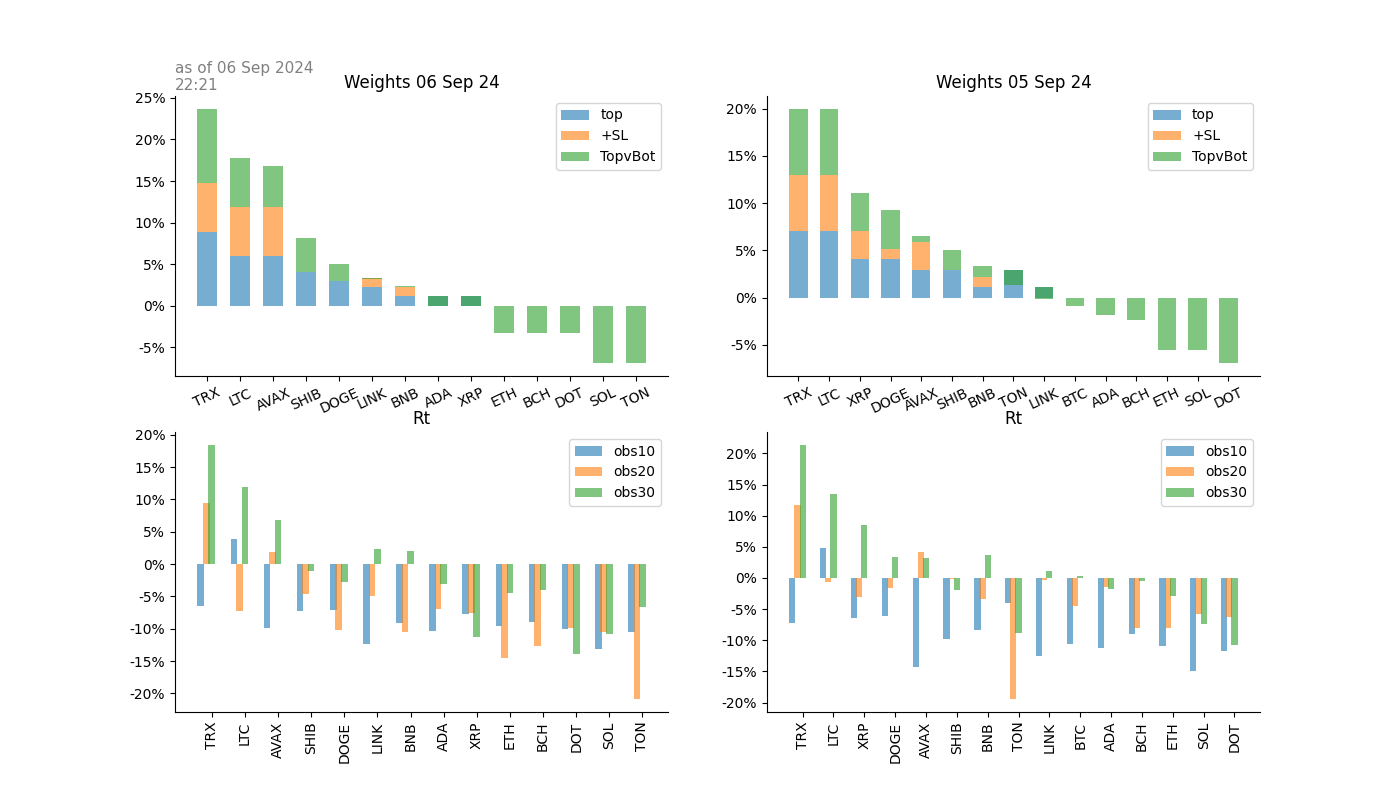 as of 06 Sep 2024
22:21
Weights 06 Sep 24
25%
20%
15%
10%
5%
0%
-5%
top
+SL
TopvBot
TRX LTC AVAX SHIB DOGE LINK BNB ADA XRP ETH BCH DOT SOL TON
Weights 05 Sep 24
20%
15%
10%
5%
0%
-5%
top
+SL
TopvBot
TRX LTC XRP DOGE AVAX SHIB BNB TON LINK BTC ADA BCH ETH SOL DOT
Rt
20%
15%
10%
5%
0%
-5%
-10%
-15%
-20%
obs10
obs20
obs30
TRX LTC AVAX SHIB DOGE LINK BNB ADA XRP ETH BCH DOT SOL TON
Rt
20%
15%
10%
5%
0%
-5%
-10%
-15%
-20%
obs10
obs20
obs30
TRX LTC XRP DOGE AVAX SHIB BNB TON LINK BTC ADA BCH ETH SOL DOT